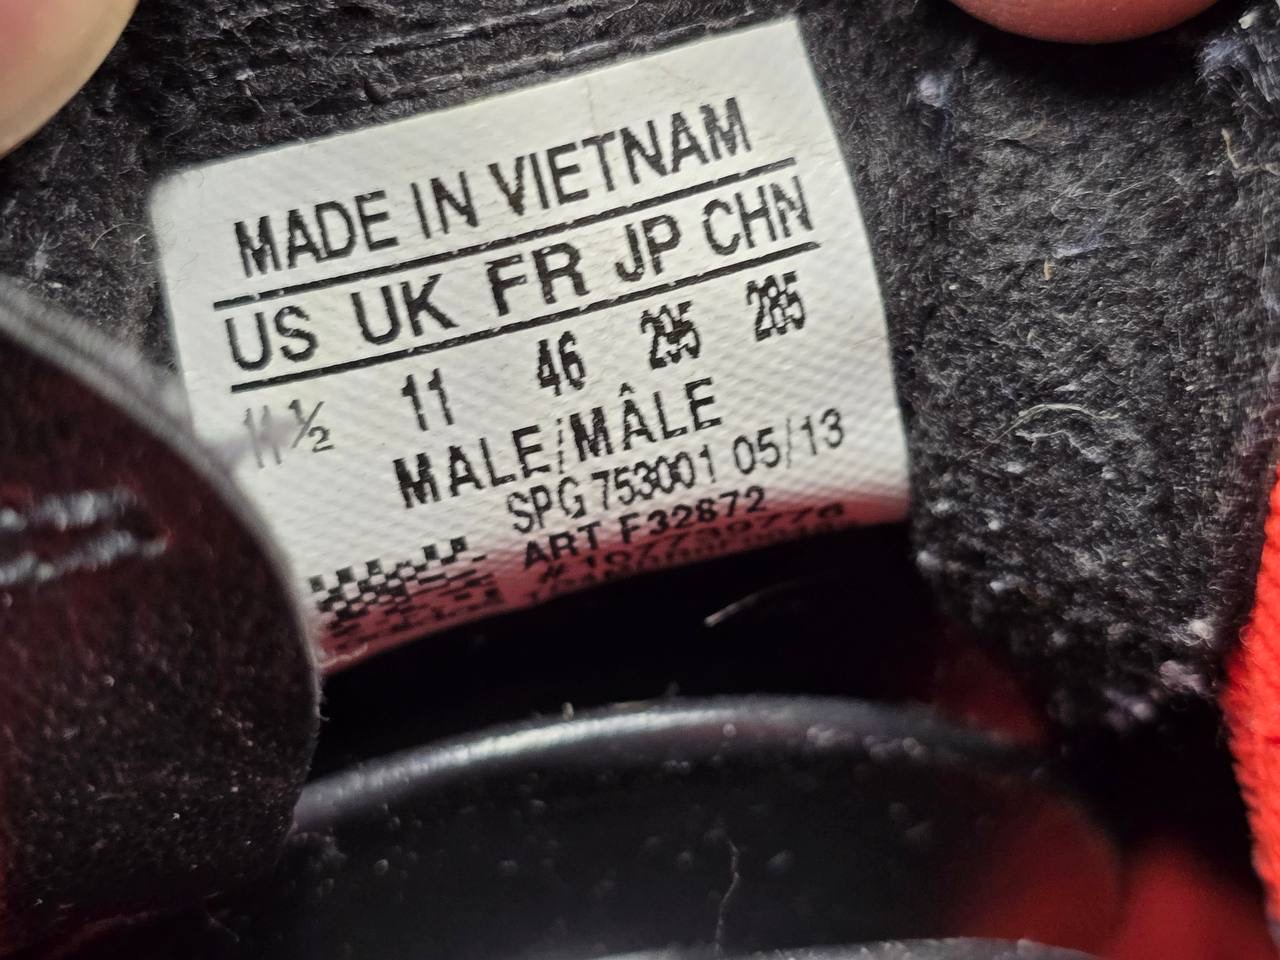 MADE IN VIETNAM
US UK FR JP CHN
11½ 11 46 295 285
MALE/MÂLE
SPG 753001 05/13
ART F32872